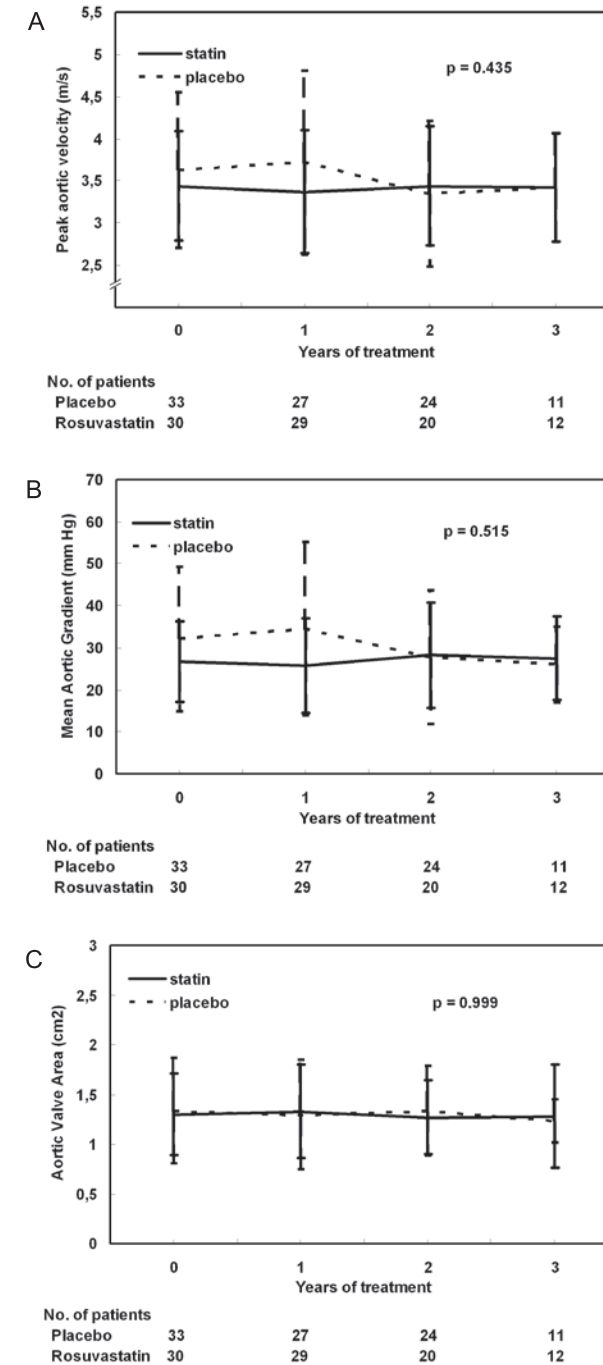 A
5,5
5
4,5
4
3,5
3
2,5
Peak aortic velocity (m/s)
statin
placebo
p = 0.435
0 1 2 3
Years of treatment
No. of patients
Placebo 33 27 24 11
Rosuvastatin 30 29 20 12
B
70
60
50
40
30
20
10
0
Mean Aortic Gradient (mm Hg)
statin
placebo
p = 0.515
0 1 2 3
Years of treatment
No. of patients
Placebo 33 27 24 11
Rosuvastatin 30 29 20 12
C
3
2,5
2
1,5
1
0,5
0
Aortic Valve Area (cm2)
statin
placebo
p = 0.999
0 1 2 3
Years of treatment
No. of patients
Placebo 33 27 24 11
Rosuvastatin 30 29 20 12